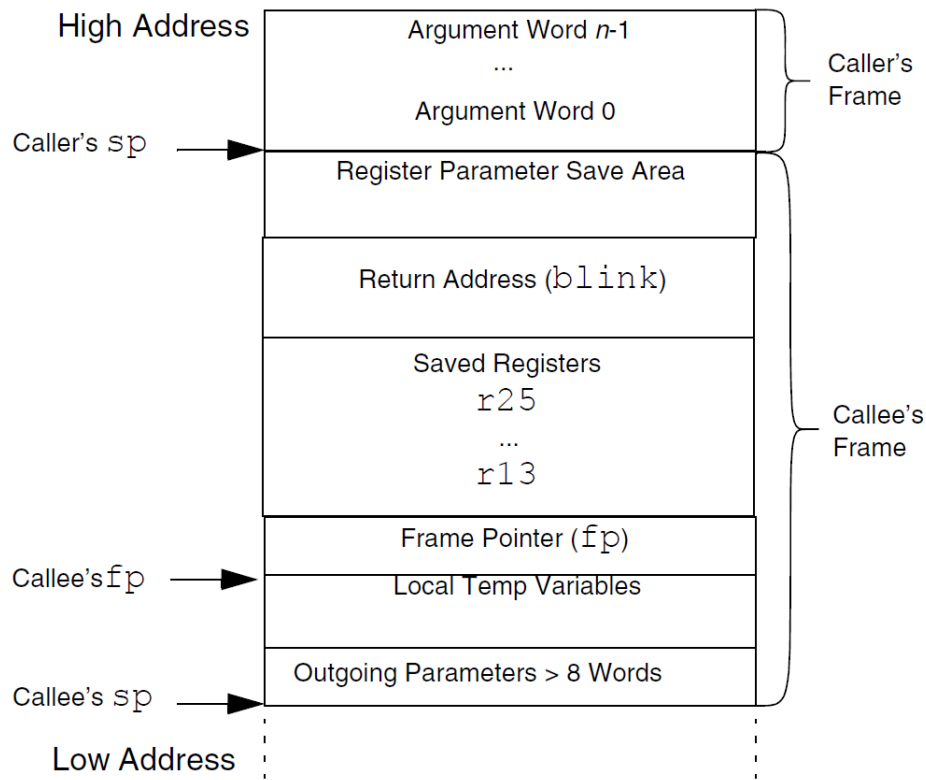 High Address
Argument Word n-1
...
Argument Word 0
Caller's
Frame
Caller's sp
Register Parameter Save Area
Return Address (blink)
Saved Registers
r25
...
r13
Callee's
Frame
Frame Pointer (fp)
Callee's fp
Local Temp Variables
Outgoing Parameters > 8 Words
Callee's sp
Low Address